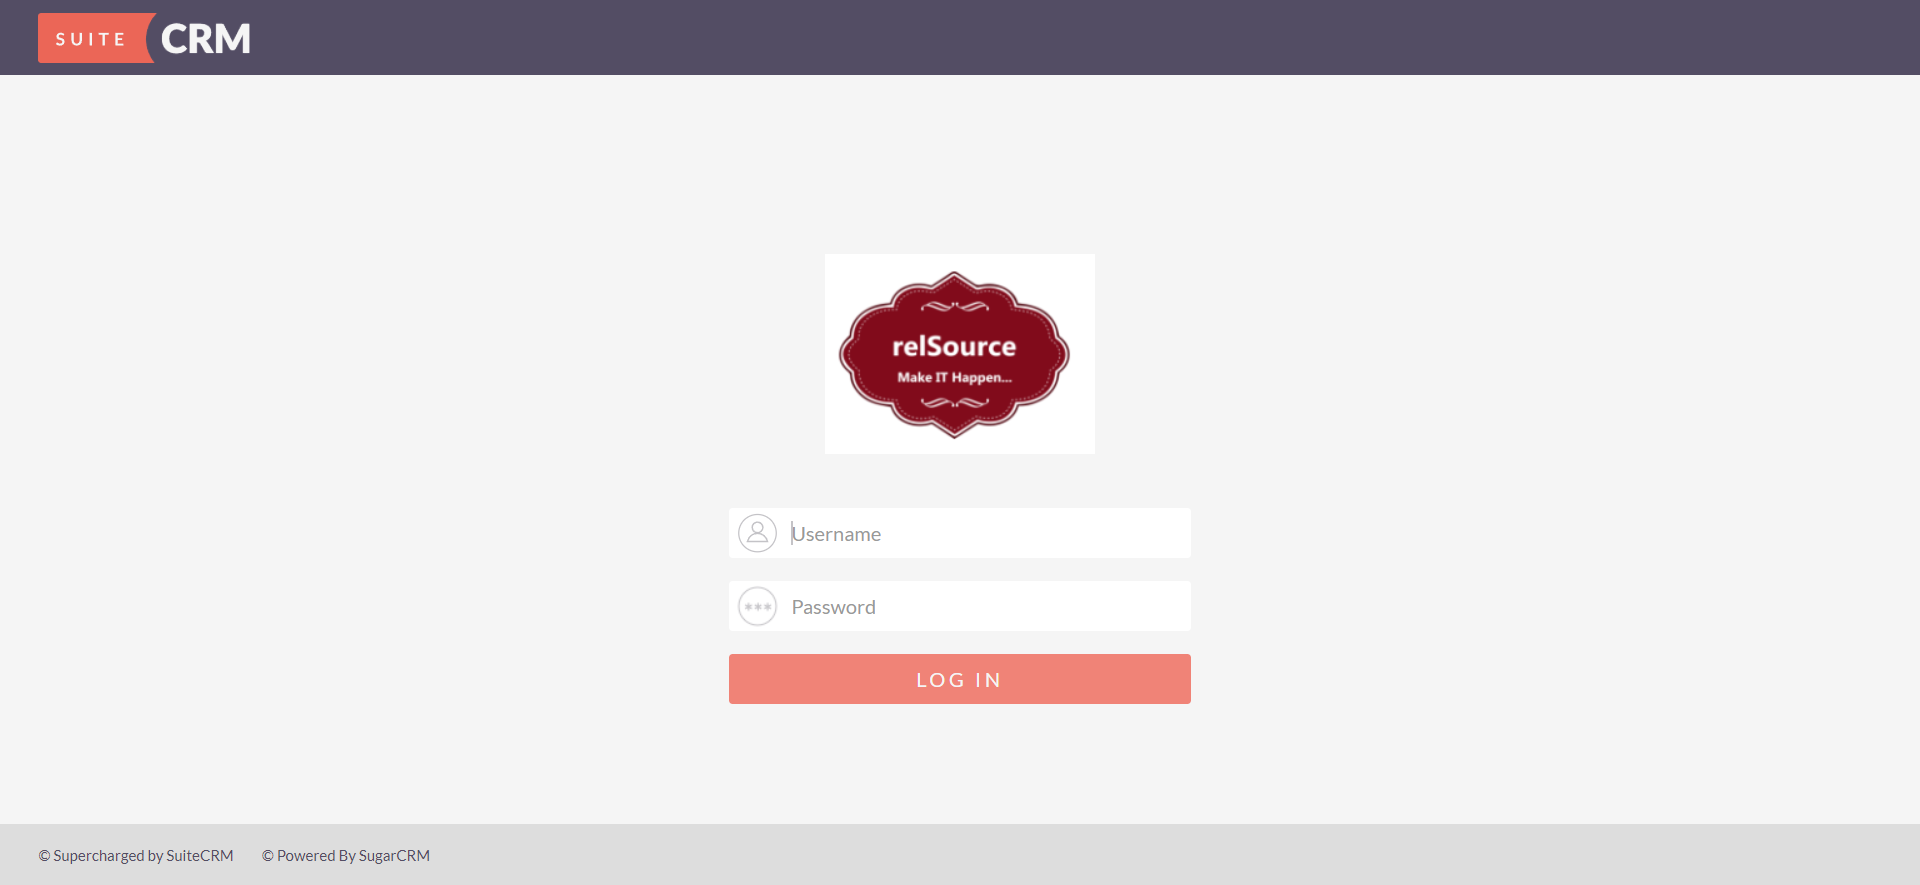 SUITE CRM
relSource
Make IT Happen...
Username
*** Password
LOG IN
© Supercharged by SuiteCRM © Powered By SugarCRM